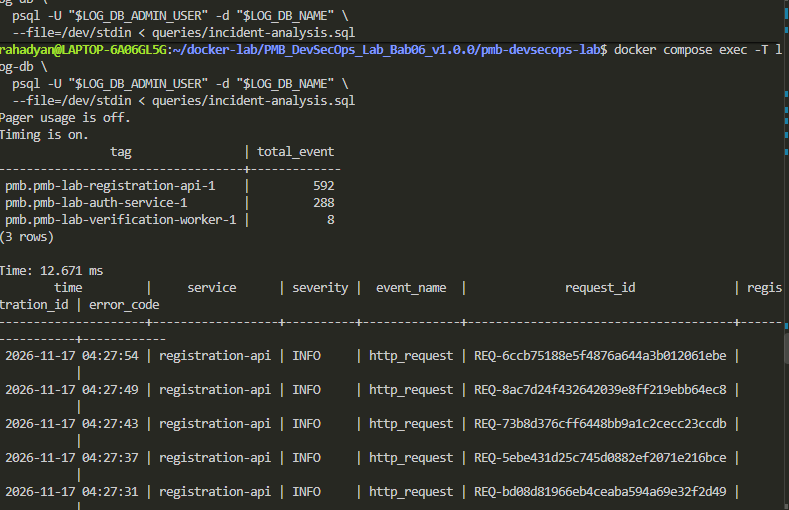 og-db \
  psql -U "$LOG_DB_ADMIN_USER" -d "$LOG_DB_NAME" \
  --file=/dev/stdin < queries/incident-analysis.sql
rahadyan@LAPTOP-6A06GL5G:~/docker-lab/PMB_DevSecOps_Lab_Bab06_v1.0.0/pmb-devsecops-lab$ docker compose exec -T l
og-db \
  psql -U "$LOG_DB_ADMIN_USER" -d "$LOG_DB_NAME" \
  --file=/dev/stdin < queries/incident-analysis.sql
Pager usage is off.
Timing is on.
               tag                | total_event
----------------------------------+-------------
 pmb.pmb-lab-registration-api-1    |         592
 pmb.pmb-lab-auth-service-1        |         288
 pmb.pmb-lab-verification-worker-1 |           8
(3 rows)

Time: 12.671 ms
        time         |     service      | severity |  event_name  |              request_id              | regis
tration_id | error_code
---------------------+------------------+----------+--------------+--------------------------------------+------
-----------+------------
 2026-11-17 04:27:54 | registration-api | INFO     | http_request | REQ-6ccb75188e5f4876a644a3b012061ebe |
           |
 2026-11-17 04:27:49 | registration-api | INFO     | http_request | REQ-8ac7d24f432642039e8ff219ebb64ec8 |
           |
 2026-11-17 04:27:43 | registration-api | INFO     | http_request | REQ-73b8d376cff6448bb9a1c2cecc23ccdb |
           |
 2026-11-17 04:27:37 | registration-api | INFO     | http_request | REQ-5ebe431d25c745d0882ef2071e216bce |
           |
 2026-11-17 04:27:31 | registration-api | INFO     | http_request | REQ-bd08d81966eb4ceaba594a69e32f2d49 |
           |